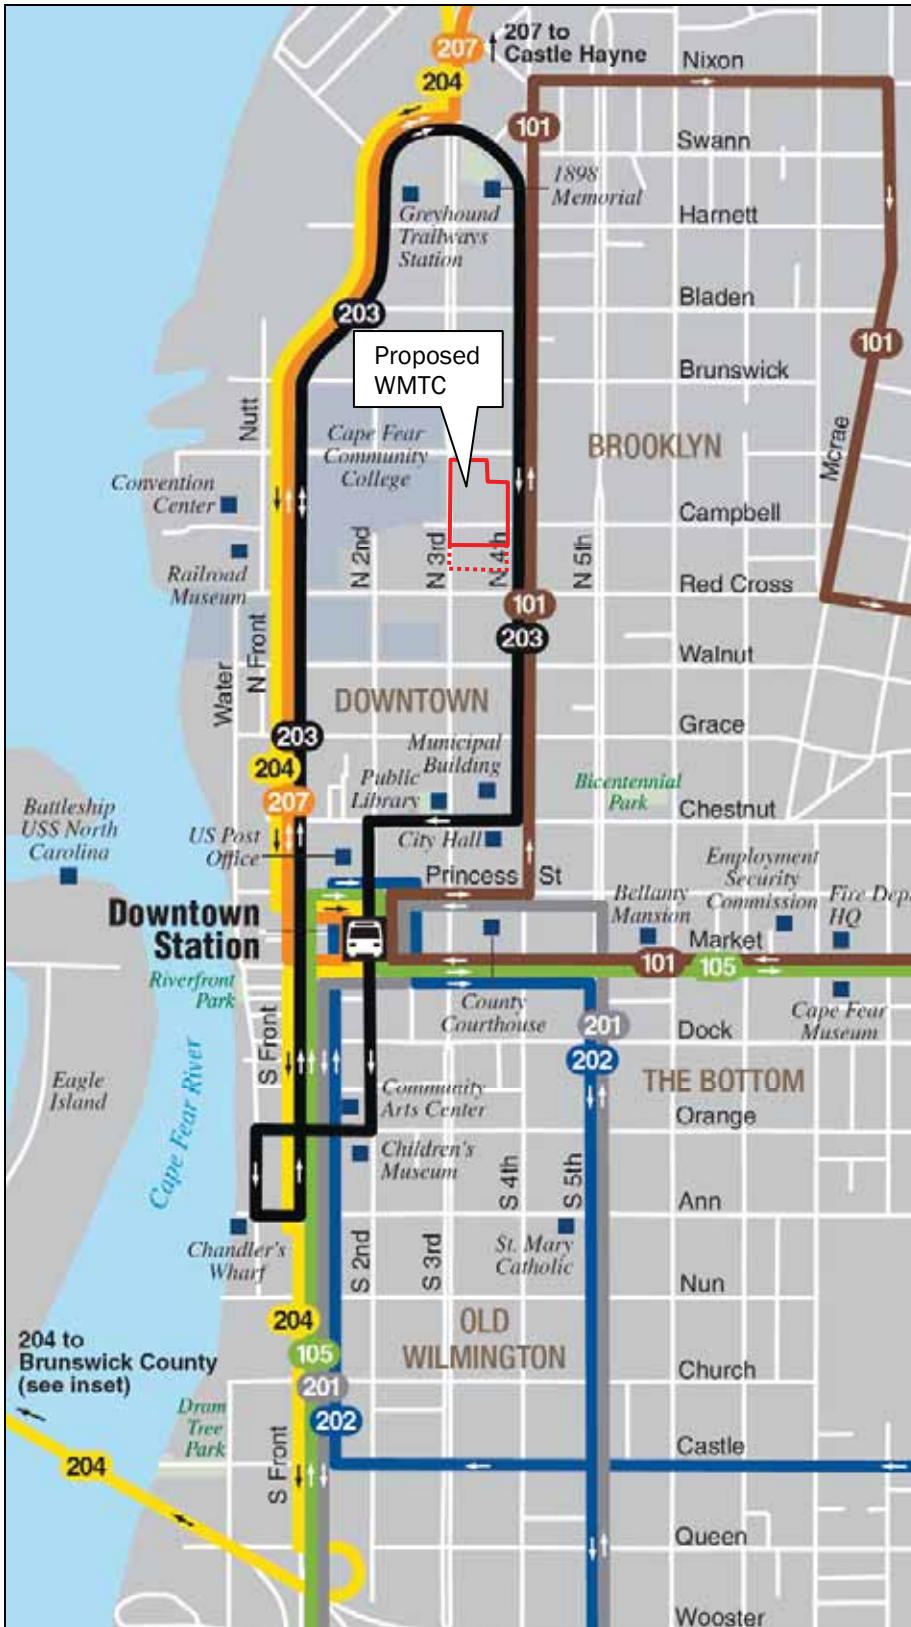 207 to
Castle Hayne
207
204
Nixon
101
Swann
1898
Memorial
Greyhound
Trailways
Station
Harnett
Bladen
203
101
Proposed
WMTC
Brunswick
Nutt
Cape Fear
Community
College
BROOKLYN
Mcrae
Convention
Center
Campbell
N 2nd
N 3rd
N 4th
N 5th
Railroad
Museum
Red Cross
101
203
Water
N Front
Walnut
DOWNTOWN
Grace
203
204
207
Municipal
Building
Public
Library
Bicentennial
Park
Chestnut
Battleship
USS North
Carolina
US Post
Office
City Hall
Princess St
Employment
Security
Commission
Bellamy
Mansion
Fire Dep
HQ
Downtown
Station
Market
101
105
Riverfront
Park
County
Courthouse
Cape Fear
Museum
S Front
201
202
Dock
Eagle
Island
Cape Fear River
THE BOTTOM
Community
Arts Center
Orange
Children's
Museum
S 4th
S 5th
Ann
Chandler's
Wharf
S 2nd
S 3rd
St. Mary
Catholic
Nun
204
OLD
WILMINGTON
204 to
Brunswick County
(see inset)
105
Church
201
202
Dram
Tree
Park
Castle
204
S Front
Queen
Wooster